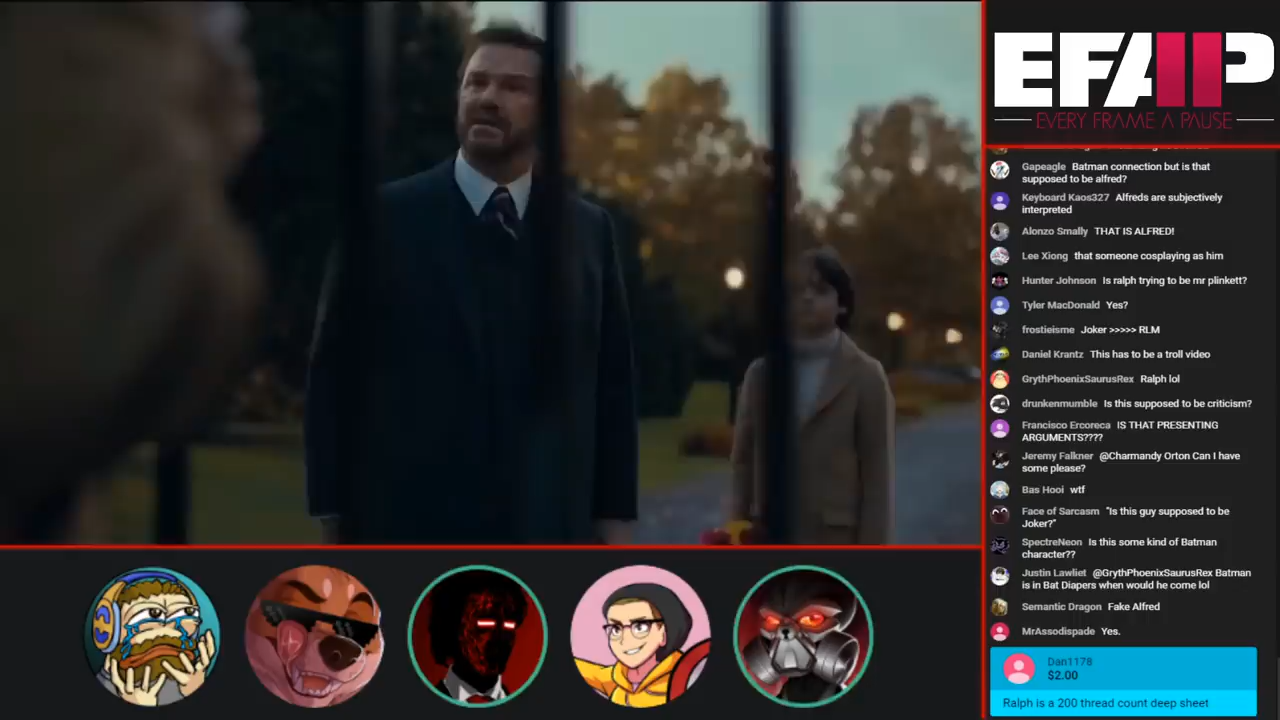 EFAP
EVERY FRAME A PAUSE
Gapeagle Batman connection but is that
supposed to be alfred?
Keyboard Kaos327 Alfreds are subjectively
interpreted
Alonzo Smally THAT IS ALFRED!
Lee Xiong that someone cosplaying as him
Hunter Johnson Is ralph trying to be mr plinkett?
Tyler MacDonald Yes?
frostieisme Joker >>>>> RLM
Daniel Krantz This has to be a troll video
GrythPhoenixSaurusRex Ralph lol
drunkenmumble Is this supposed to be criticism?
Francisco Ercoreca IS THAT PRESENTING
ARGUMENTS????
Jeremy Falkner @Charmandy Orton Can I have
some please?
Bas Hooi wtf
Face of Sarcasm "Is this guy supposed to be
Joker?"
SpectreNeon Is this some kind of Batman
character??
Justin Lawliet @GrythPhoenixSaurusRex Batman
is in Bat Diapers when would he come lol
Semantic Dragon Fake Alfred
MrAssodispade Yes.
Dan1178
$2.00
Ralph is a 200 thread count deep sheet